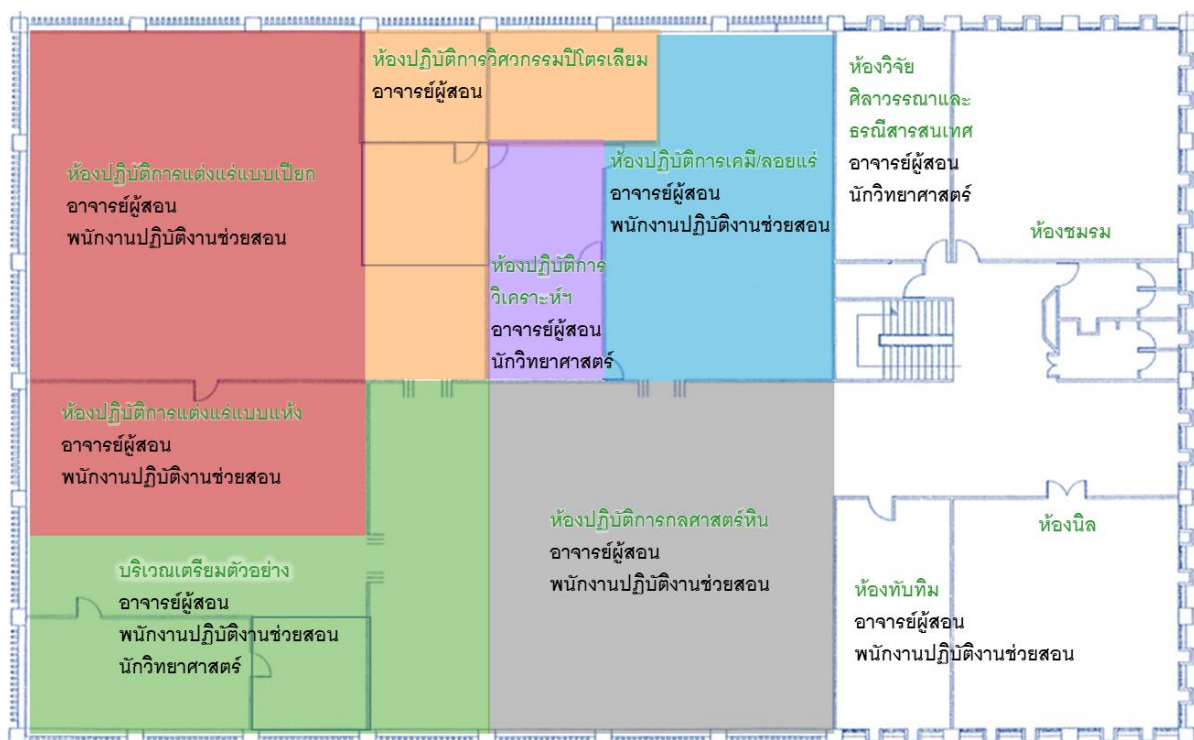 ห้องปฏิบัติการวิศวกรรมปิโตรเลียม
อาจารย์ผู้สอน
ห้องวิจัย
ศิลาวรรณาและ
ธรณีสารสนเทศ
อาจารย์ผู้สอน
นักวิทยาศาสตร์
ห้องปฏิบัติการแต่งแร่แบบเปียก
อาจารย์ผู้สอน
พนักงานปฏิบัติงานช่วยสอน
ห้องปฏิบัติการเคมี/ลอยแร่
อาจารย์ผู้สอน
พนักงานปฏิบัติงานช่วยสอน
ห้องชมรม
ห้องปฏิบัติการ
วิเคราะห์ฯ
อาจารย์ผู้สอน
นักวิทยาศาสตร์
ห้องปฏิบัติการแต่งแร่แบบแห้ง
อาจารย์ผู้สอน
พนักงานปฏิบัติงานช่วยสอน
ห้องปฏิบัติการกลศาสตร์หิน
อาจารย์ผู้สอน
พนักงานปฏิบัติงานช่วยสอน
ห้องนิล
บริเวณเตรียมตัวอย่าง
อาจารย์ผู้สอน
พนักงานปฏิบัติงานช่วยสอน
นักวิทยาศาสตร์
ห้องทับทิม
อาจารย์ผู้สอน
พนักงานปฏิบัติงานช่วยสอน